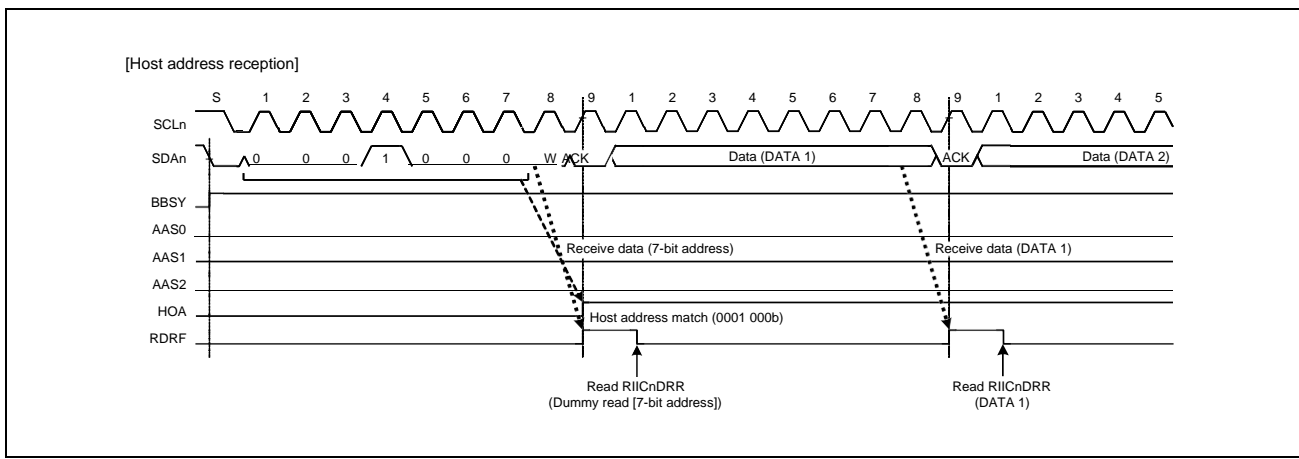 [Host address reception]
S 1 2 3 4 5 6 7 8 9 1 2 3 4 5 6 7 8 9 1 2 3 4 5
SCLn
SDAn 0 0 0 1 0 0 0 W ACK Data (DATA 1) ACK Data (DATA 2)
BBSY
AAS0
Receive data (7-bit address) Receive data (DATA 1)
AAS1
AAS2
HOA
Host address match (0001 000b)
RDRF
Read RIICnDRR Read RIICnDRR
(Dummy read [7-bit address]) (DATA 1)